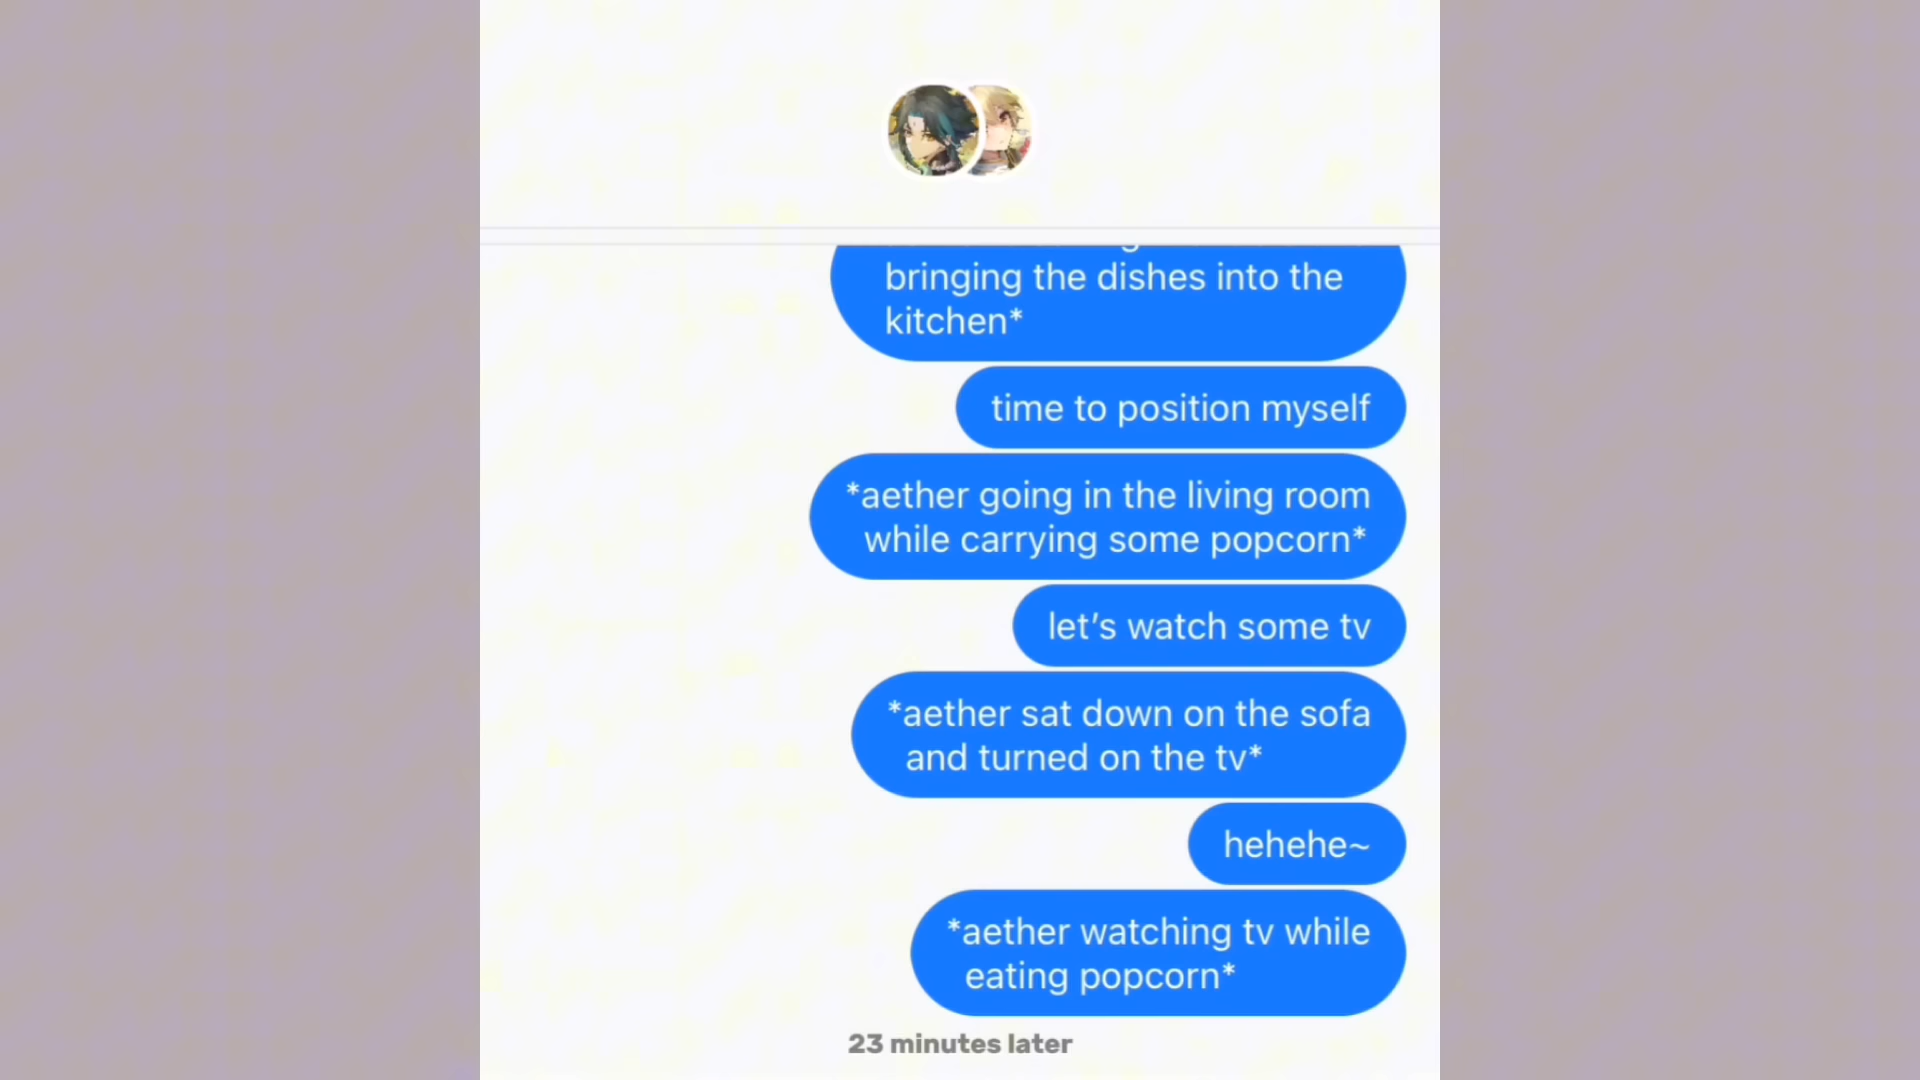 bringing the dishes into the
kitchen*
time to position myself
*aether going in the living room
while carrying some popcorn*
let’s watch some tv
*aether sat down on the sofa
and turned on the tv*
hehehe~
*aether watching tv while
eating popcorn*
23 minutes later